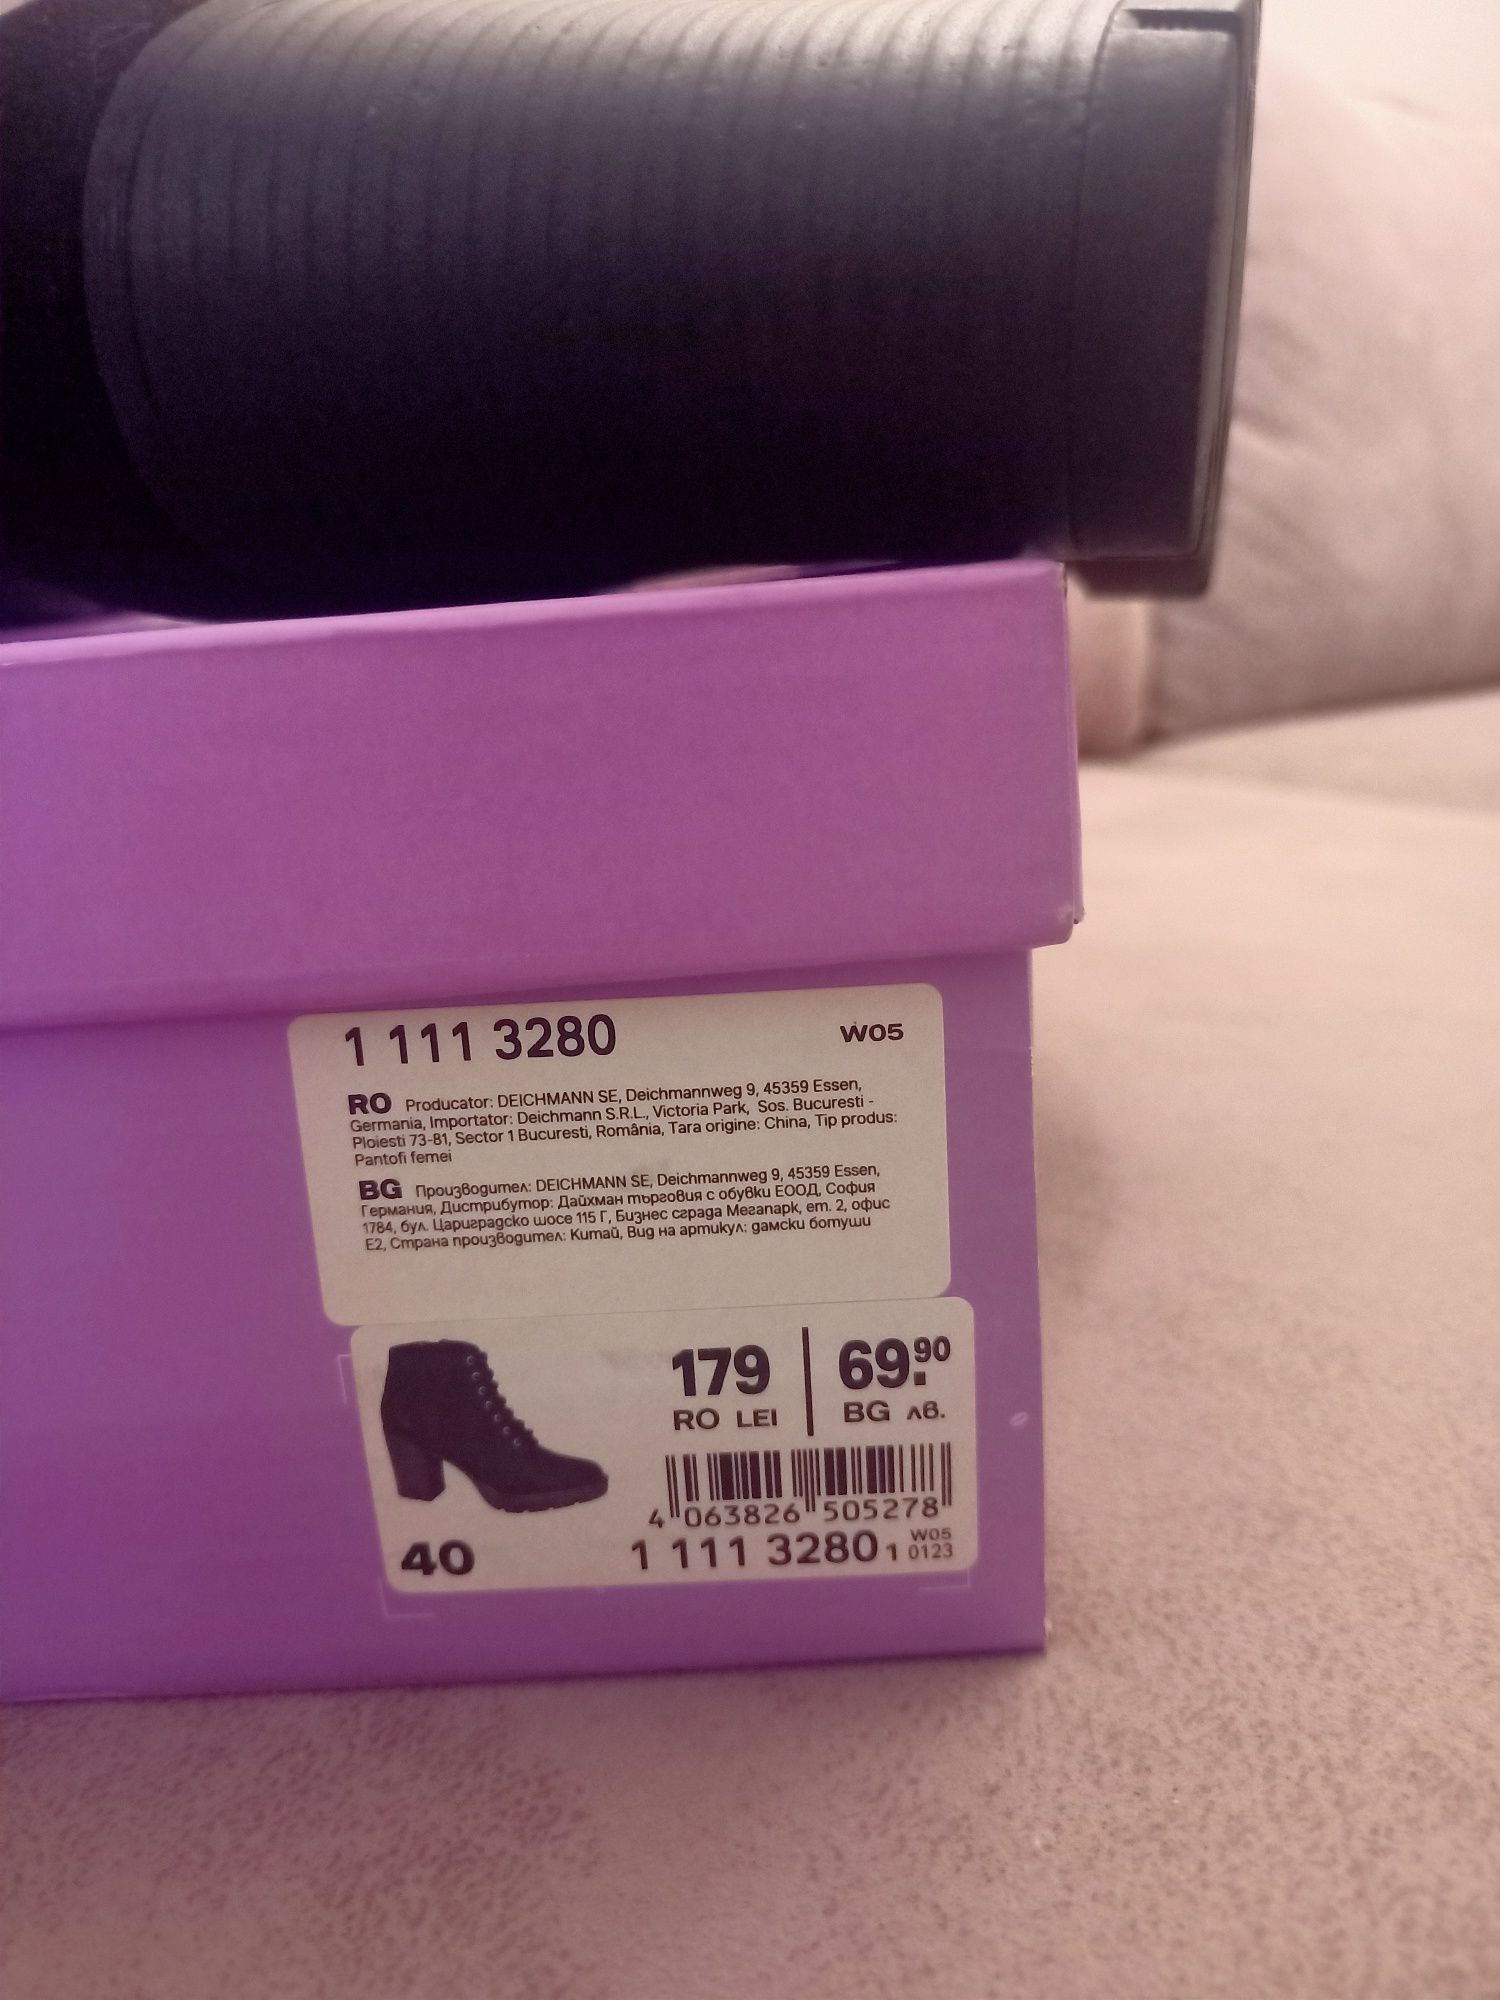 1 111 3280 W05
RO Producator: DEICHMANN SE, Deichmannweg 9, 45359 Essen,
Germania, Importator: Deichmann S.R.L., Victoria Park, Sos. Bucuresti -
Ploiesti 73-81, Sector 1 Bucuresti, România, Tara origine: China, Tip produs:
Pantofi femei
BG Производител: DEICHMANN SE, Deichmannweg 9, 45359 Essen,
Германия, Дистрибутор: Дайхман търговия с обувки ЕООД, София
1784, бул. Цариградско шосе 115 Г, Бизнес сграда Мегапарк, ет. 2, офис
Е2, Страна производител: Китай, Вид на артикул: дамски ботуши
179 69.90
RO LEI BG лв.
4 063826 505278
40 1 111 3280 1 W05 0123